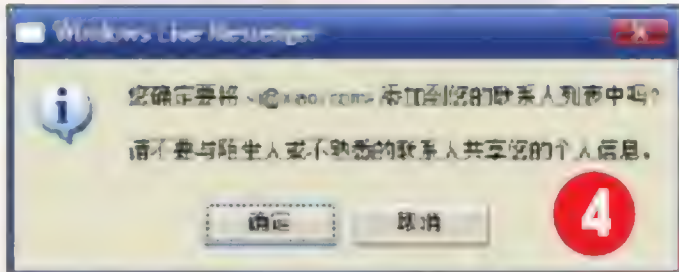 Windows Live Messenger
您确定要将 添加到您的联系人列表中吗?
请不要与陌生人或不熟悉的联系人共享您的个人信息。
确定
取消
4